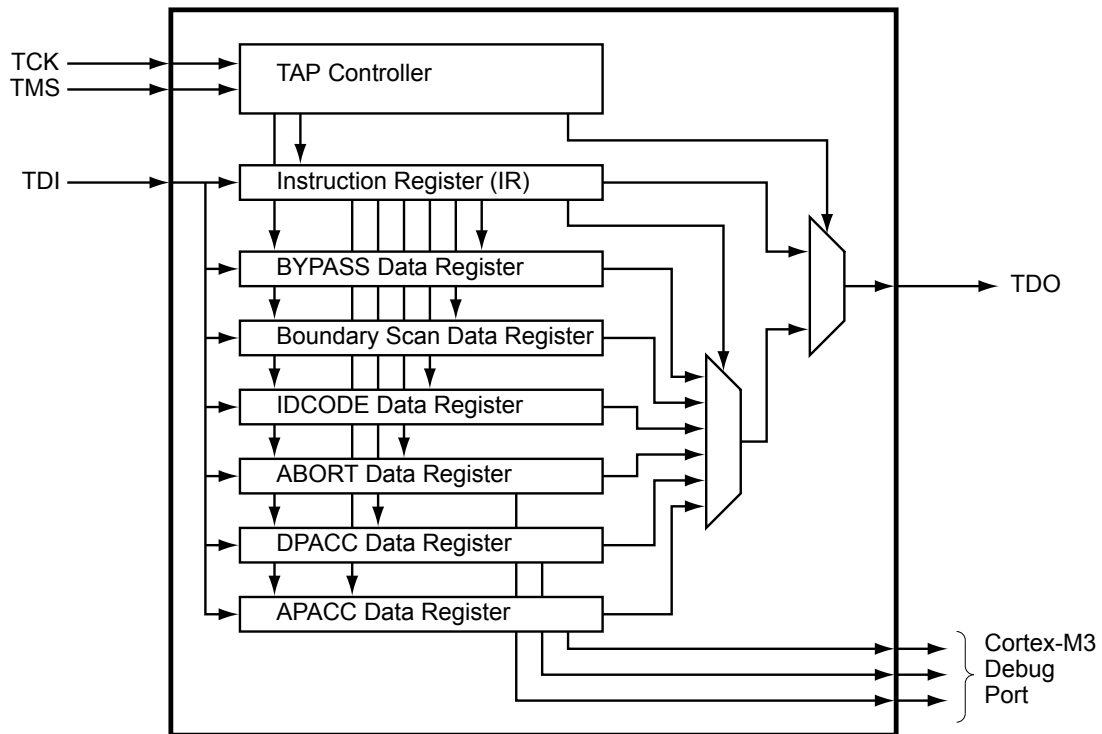 TCK
TMS
TAP Controller
TDI
Instruction Register (IR)
BYPASS Data Register
TDO
Boundary Scan Data Register
IDCODE Data Register
ABORT Data Register
DPACC Data Register
APACC Data Register
Cortex-M3
Debug
Port